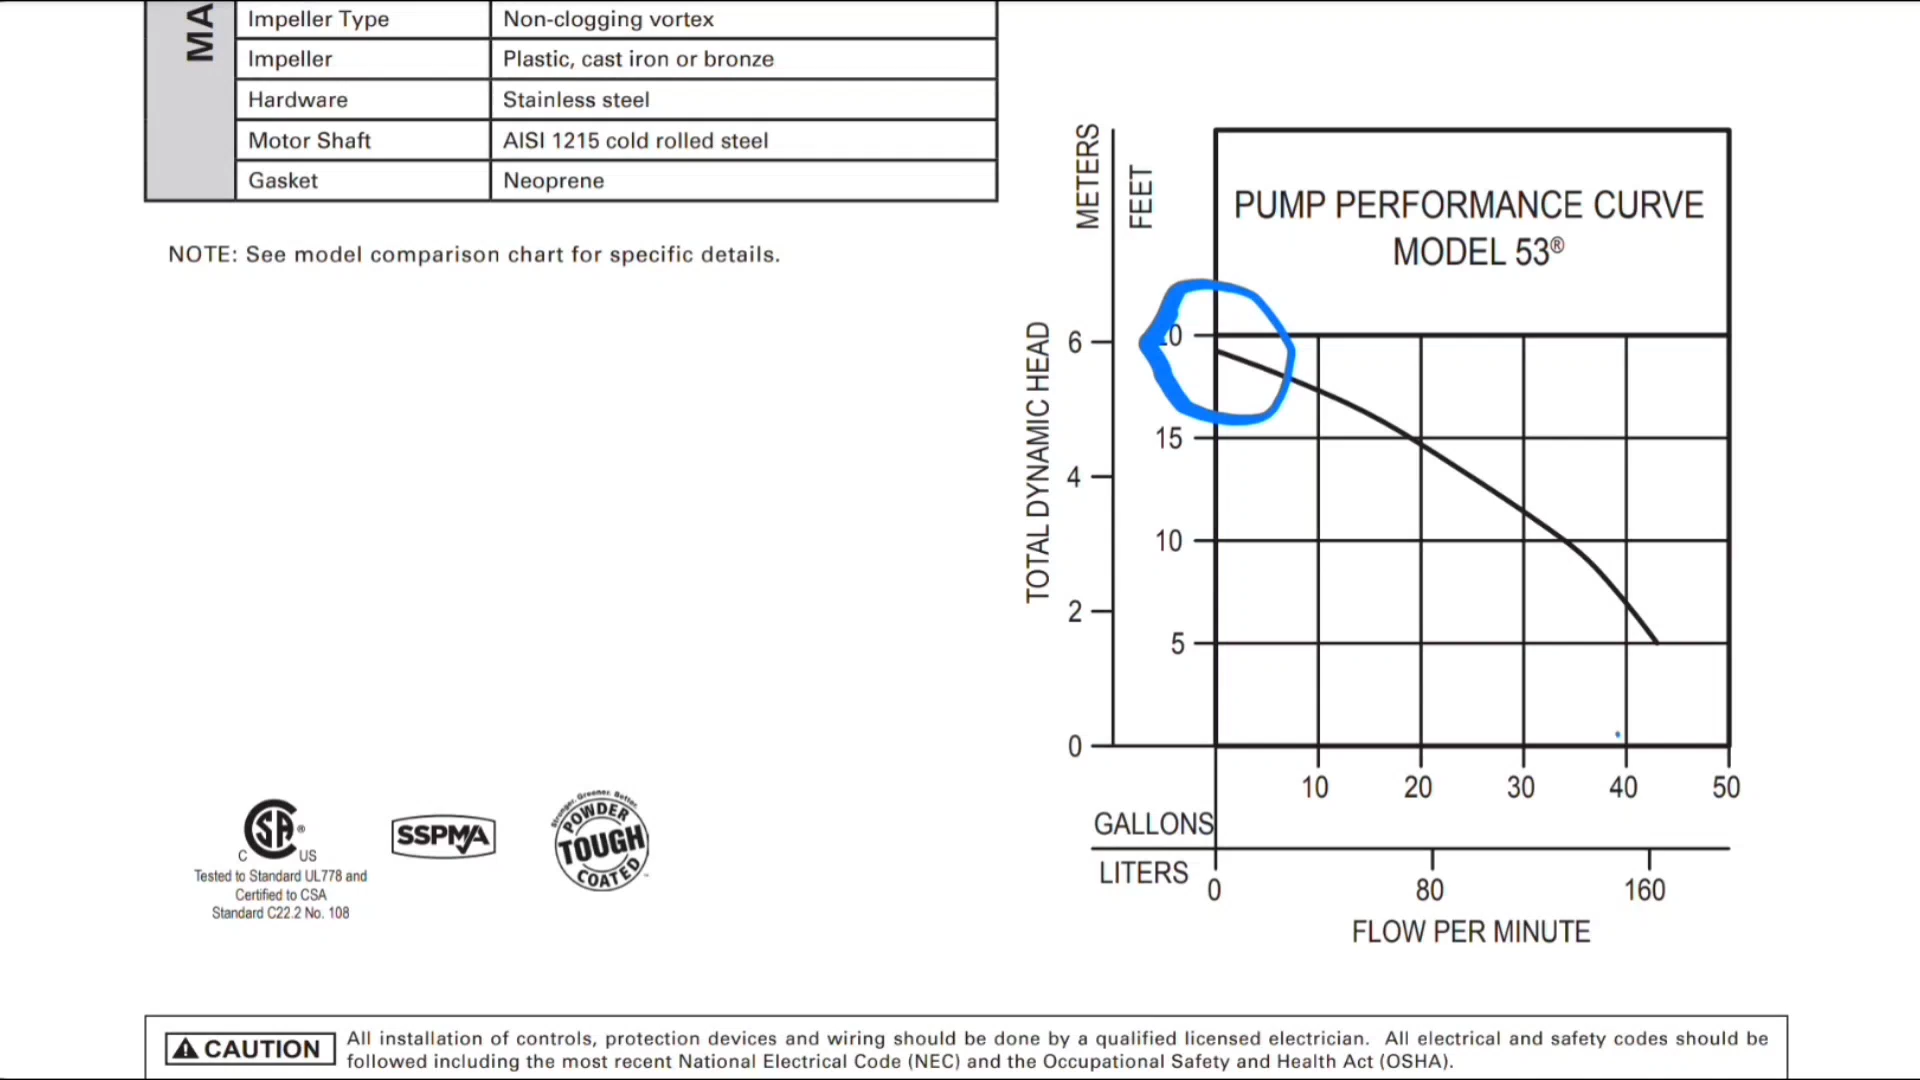 MA
Impeller Type Non-clogging vortex
Impeller Plastic, cast iron or bronze
Hardware Stainless steel
Motor Shaft AISI 1215 cold rolled steel
Gasket Neoprene
NOTE: See model comparison chart for specific details.
METERS
FEET
PUMP PERFORMANCE CURVE
MODEL 53®
TOTAL DYNAMIC HEAD
6
4
2
0
20
15
10
5
10 20 30 40 50
GALLONS
LITERS
0 80 160
FLOW PER MINUTE
CSA®
C US
Tested to Standard UL778 and
Certified to CSA
Standard C22.2 No. 108
SSPMA
Stronger. Greener. Better.
POWDER
TOUGH
COATED
CAUTION
All installation of controls, protection devices and wiring should be done by a qualified licensed electrician. All electrical and safety codes should be
followed including the most recent National Electrical Code (NEC) and the Occupational Safety and Health Act (OSHA).